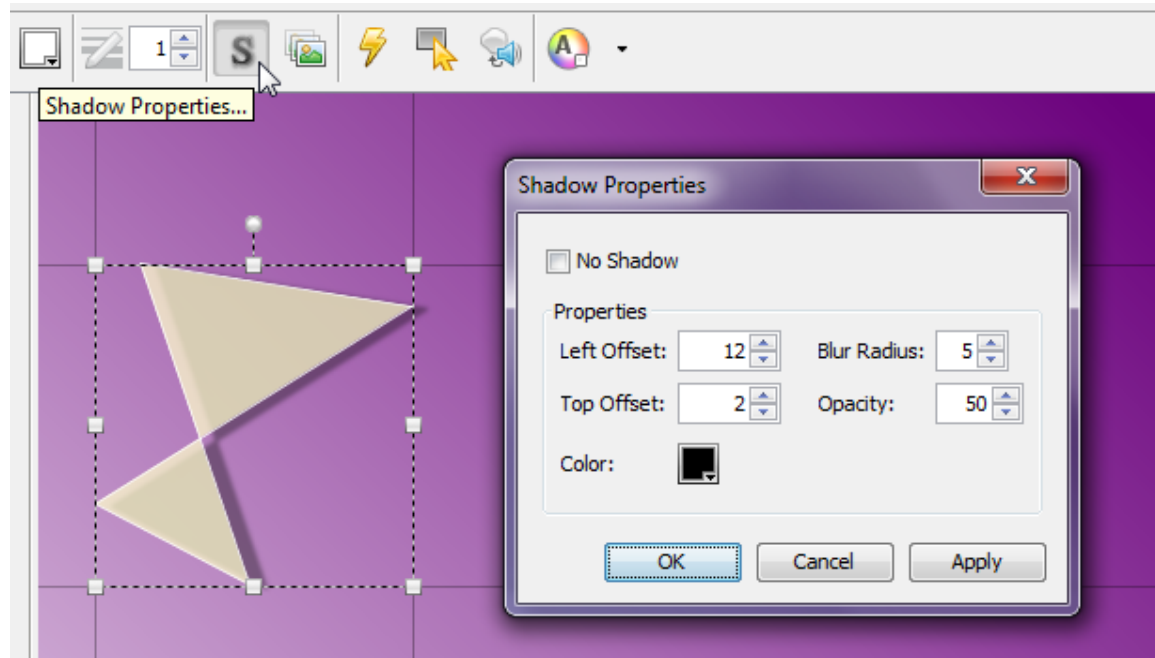 1
S
A
Shadow Properties...
Shadow Properties
No Shadow
Properties
Left Offset: 12 Blur Radius: 5
Top Offset: 2 Opacity: 50
Color:
OK Cancel Apply